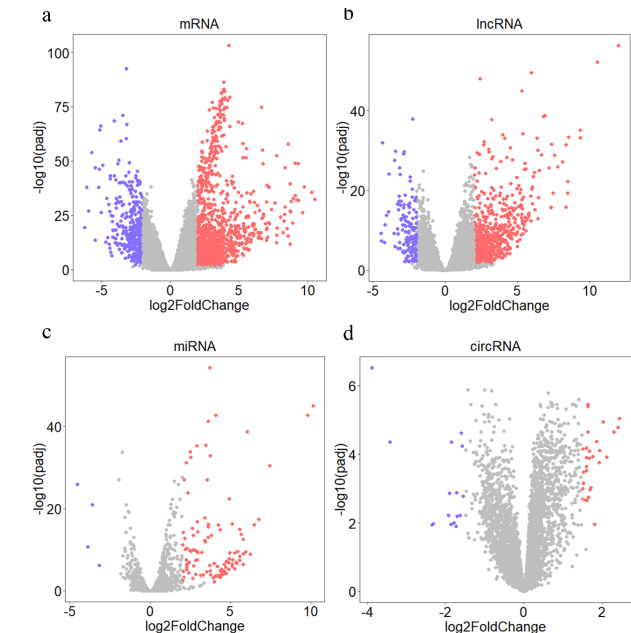 a
mRNA
-log10(padj)
100
75
50
25
0
-5
0
5
10
log2FoldChange
b
lncRNA
-log10(padj)
40
20
0
-5
0
5
10
log2FoldChange
c
miRNA
-log10(padj)
40
20
0
-5
0
5
10
log2FoldChange
d
circRNA
-log10(padj)
6
4
2
0
-4
-2
0
2
log2FoldChange